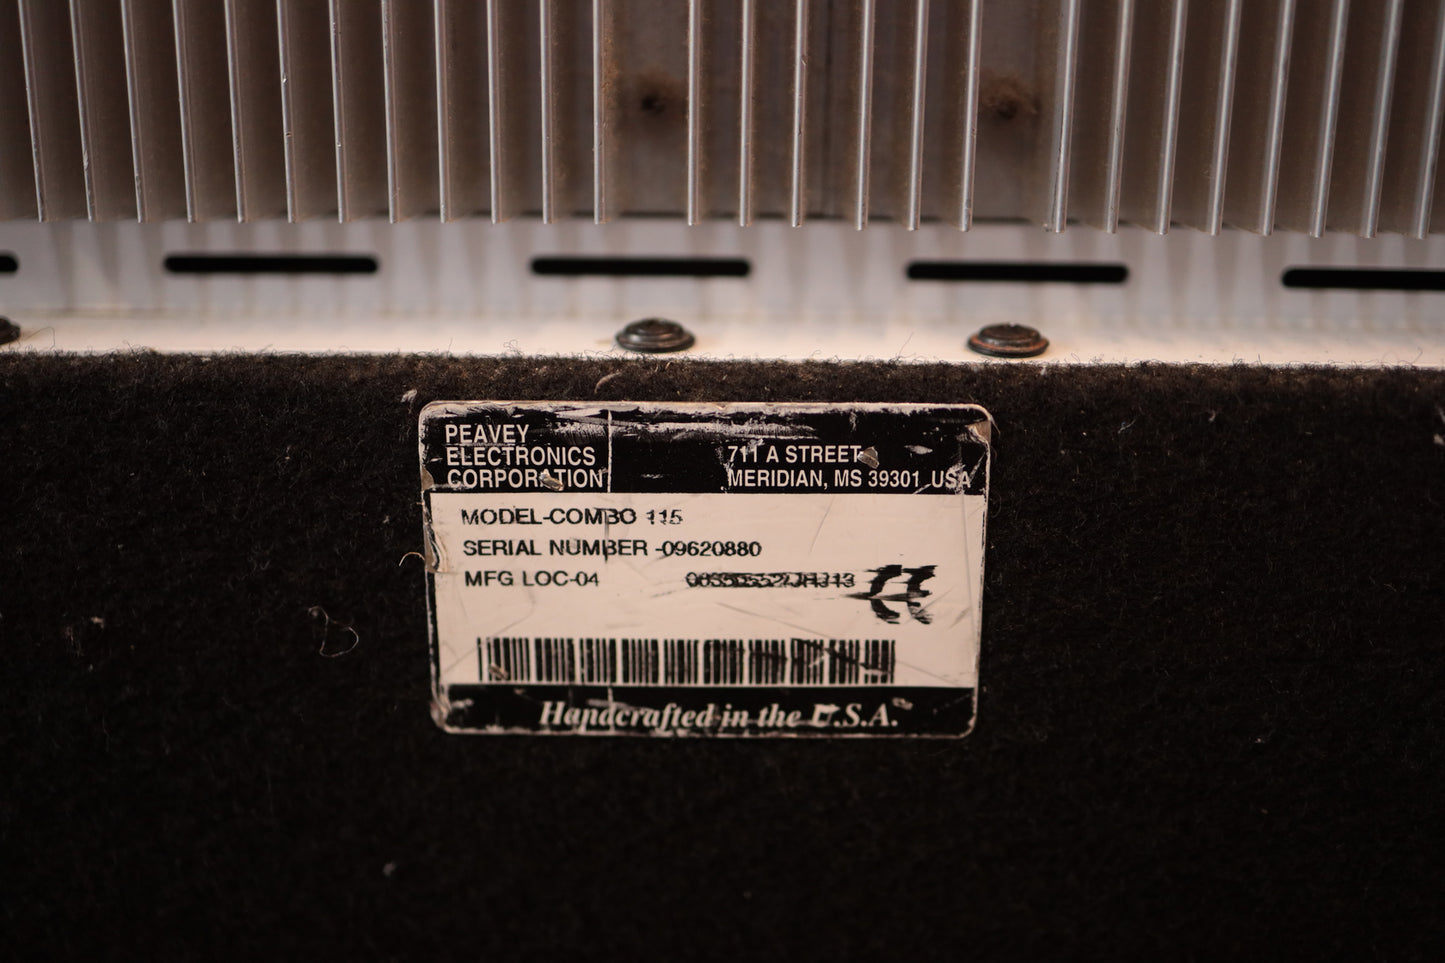 PEAVEY
ELECTRONICS
CORPORATION
711 A STREET
MERIDIAN, MS 39301 USA
MODEL-COMBO 115
SERIAL NUMBER -09620880
MFG LOC-04
Handcrafted in the U.S.A.